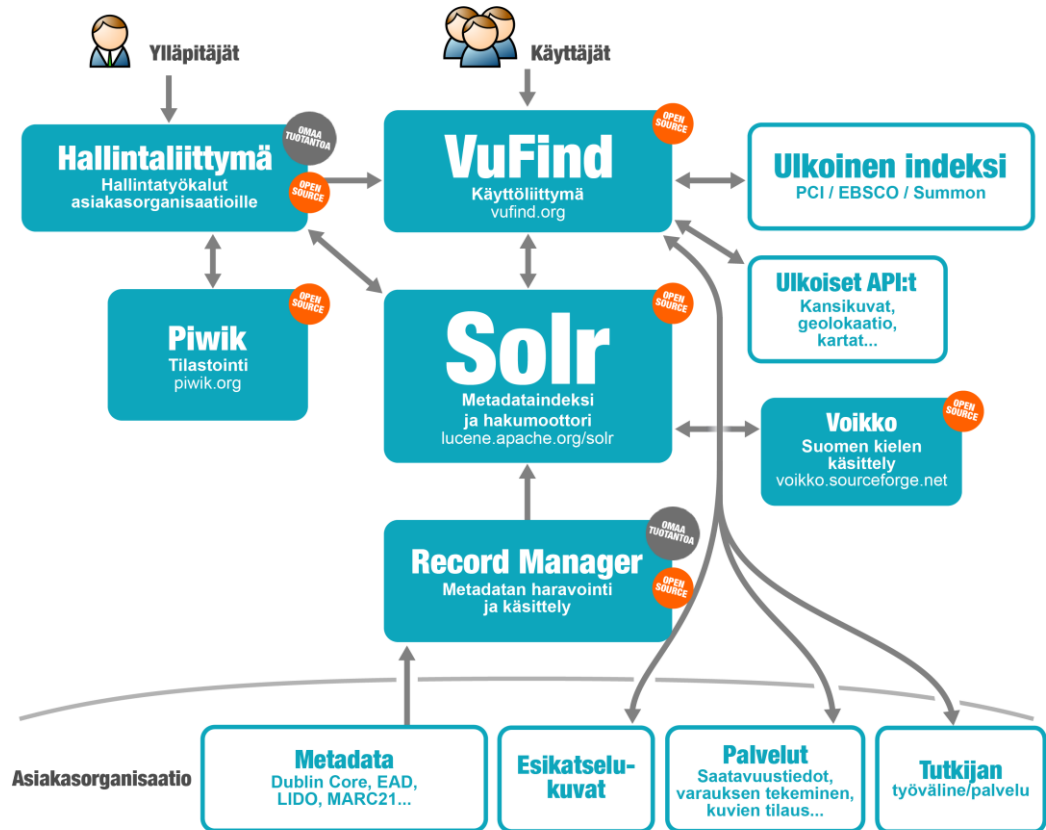 Ylläpitäjät
Käyttäjät
OMAA
TUOTANTOA
Hallintaliittymä
Hallintatyökalut
asiakasorganisaatioille
OPEN
SOURCE
OPEN
SOURCE
VuFind
Käyttöliittymä
vufind.org
Ulkoinen indeksi
PCI / EBSCO / Summon
Ulkoiset API:t
Kansikuvat,
geolokaatio,
kartat...
OPEN
SOURCE
Piwik
Tilastointi
piwik.org
OPEN
SOURCE
Solr
Metadataindeksi
ja hakumoottori
lucene.apache.org/solr
OPEN
SOURCE
Voikko
Suomen kielen
käsittely
voikko.sourceforge.net
OMAA
TUOTANTOA
Record Manager
Metadatan haravointi
ja käsittely
OPEN
SOURCE
Asiakasorganisaatio
Metadata
Dublin Core, EAD,
LIDO, MARC21...
Esikatselu-
kuvat
Palvelut
Saatavuustiedot,
varauksen tekeminen,
kuvien tilaus...
Tutkijan
työväline/palvelu